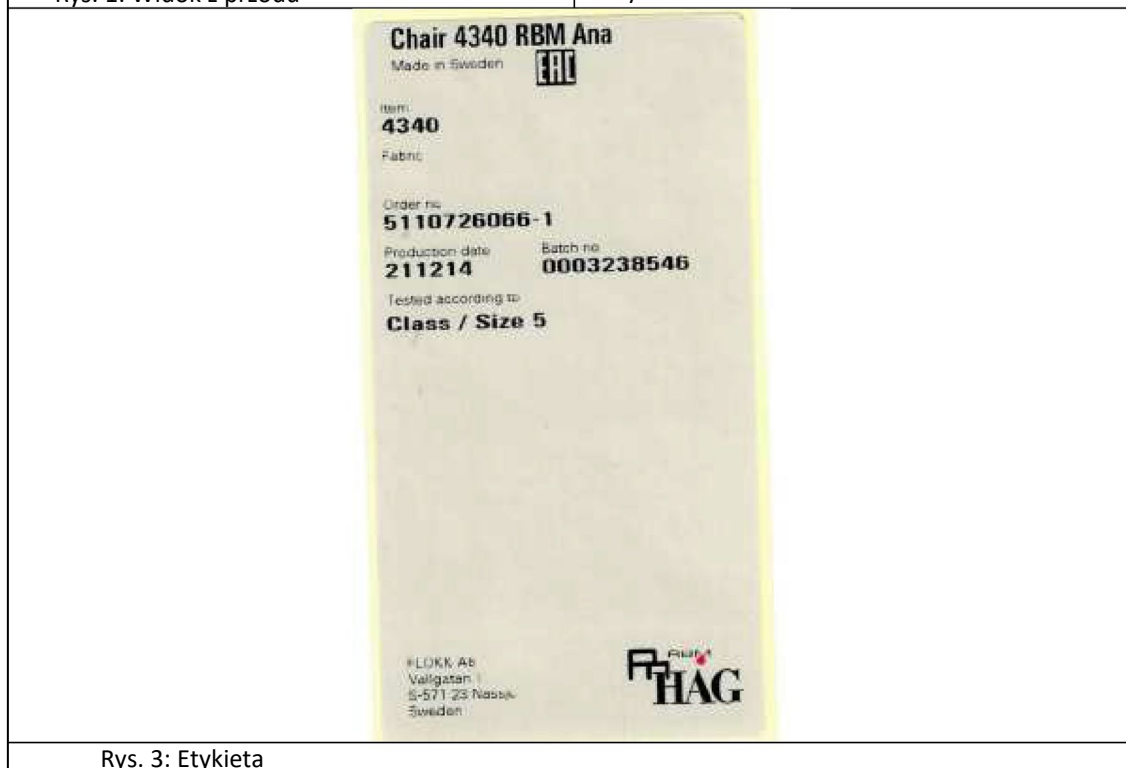 Chair 4340 RBM Ana
Made in Sweden
EAC
Item
4340
Fabric
Order no
5110726066-1
Production date Batch no
211214 0003238546
Tested according to
Class / Size 5
FLOKK AB
Vallgatan 1
S-571 23 Nässjö
Sweden
RBM
HÅG
Rys. 3: Etykieta